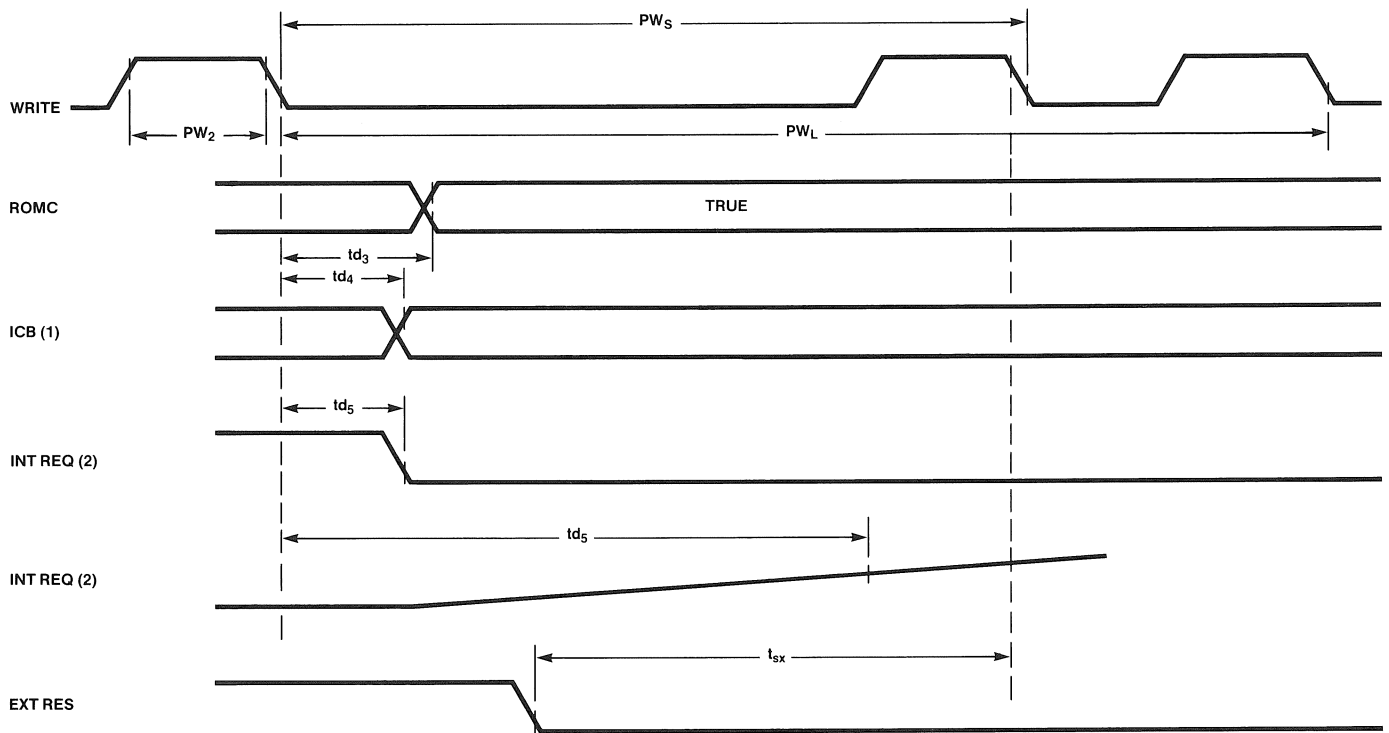 PWS
WRITE
PW2
PWL
ROMC
TRUE
td3
td4
ICB (1)
td5
INT REQ (2)
td5
INT REQ (2)
tsx
EXT RES